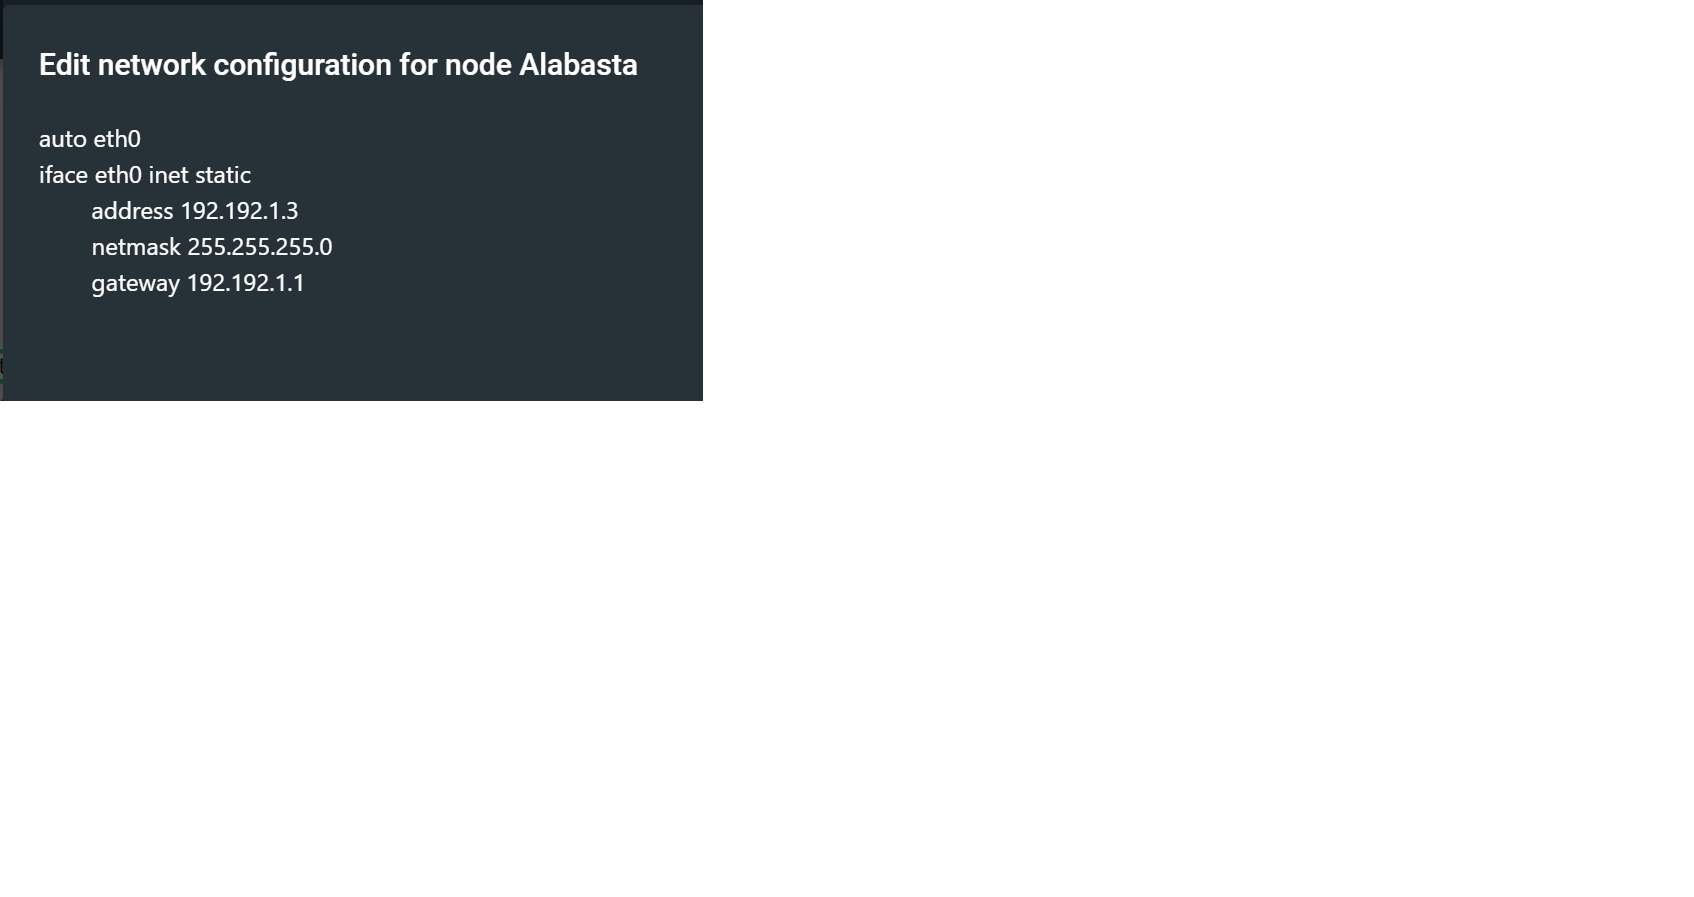 Edit network configuration for node Alabasta
auto eth0
iface eth0 inet static
address 192.192.1.3
netmask 255.255.255.0
gateway 192.192.1.1